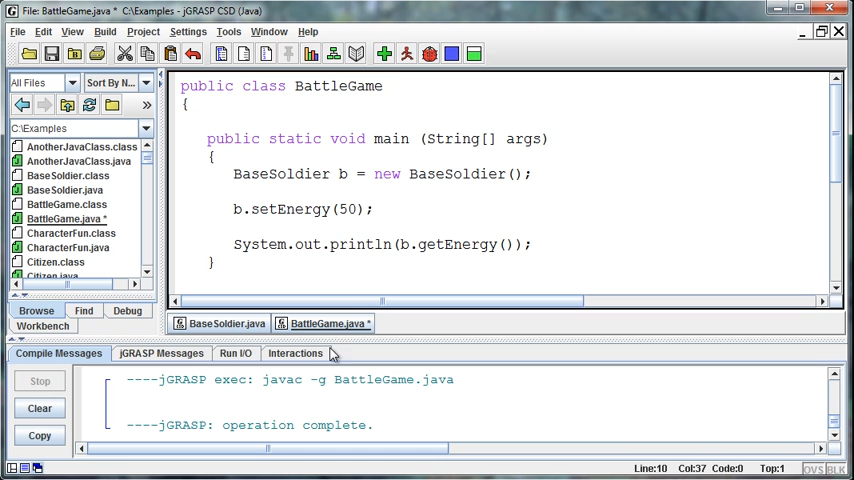 File: BattleGame.java * C:\Examples - jGRASP CSD (Java)
File Edit View Build Project Settings Tools Window Help
All Files Sort By N...
C:\Examples
AnotherJavaClass.class
AnotherJavaClass.java
BaseSoldier.class
BaseSoldier.java
BattleGame.class
BattleGame.java *
CharacterFun.class
CharacterFun.java
Citizen.class
Citizen.java
Browse Find Debug
Workbench
public class BattleGame
{
public static void main (String[] args)
{
BaseSoldier b = new BaseSoldier();
b.setEnergy(50);
System.out.println(b.getEnergy());
}
BaseSoldier.java BattleGame.java *
Compile Messages jGRASP Messages Run I/O Interactions
Stop
Clear
Copy
----jGRASP exec: javac -g BattleGame.java
----jGRASP: operation complete.
Line:10 Col:37 Code:0 Top:1 OVS BLK